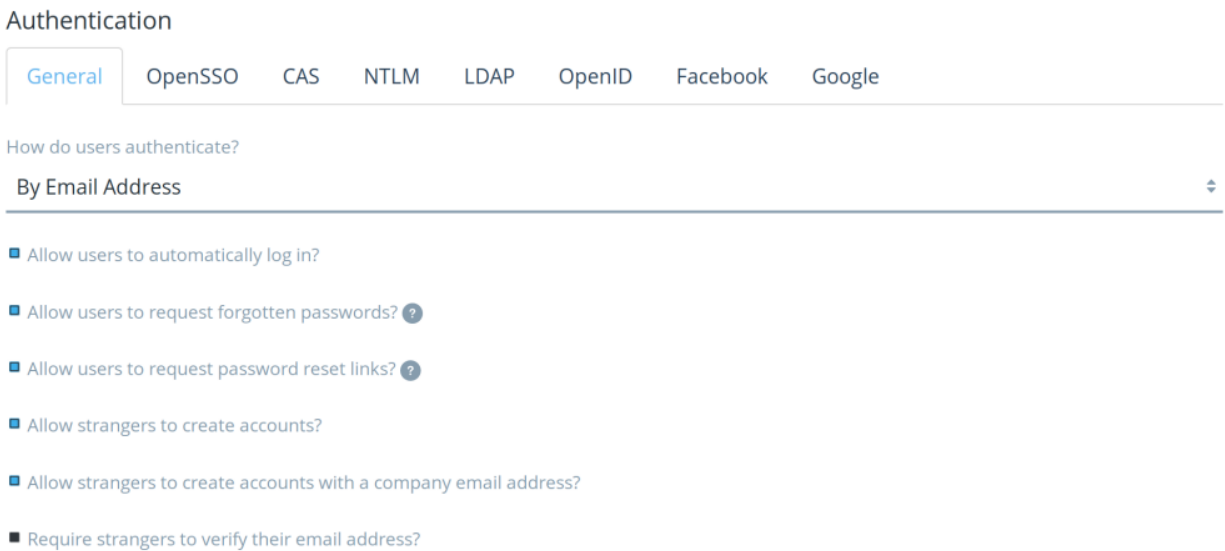 Authentication
General OpenSSO CAS NTLM LDAP OpenID Facebook Google
How do users authenticate?
By Email Address
Allow users to automatically log in?
Allow users to request forgotten passwords? ?
Allow users to request password reset links? ?
Allow strangers to create accounts?
Allow strangers to create accounts with a company email address?
Require strangers to verify their email address?